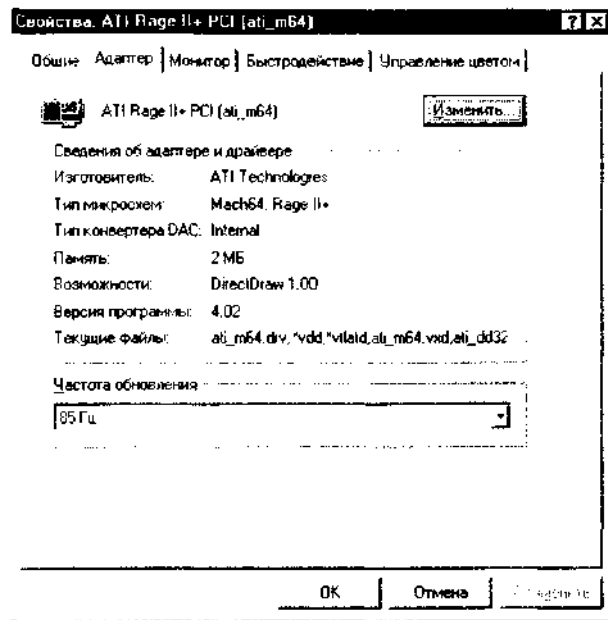 Свойства: ATI Rage II+ PCI (ati_m64)
Общие Адаптер Монитор Быстродействие Управление цветом
ATI Rage II+ PCI (ati_m64) Изменить...
Сведения об адаптере и драйвере
Изготовитель: ATI Technologres
Тип микросхем: Mach64, Rage II+
Тип конвертера DAC: Internal
Память: 2 МБ
Возможности: DirectDraw 1.00
Версия программы: 4.02
Текущие файлы: ati_m64.drv,*vdd,*vflatd,ati_m64.vxd,ati_dd32
Частота обновления
85 Гц
OK Отмена